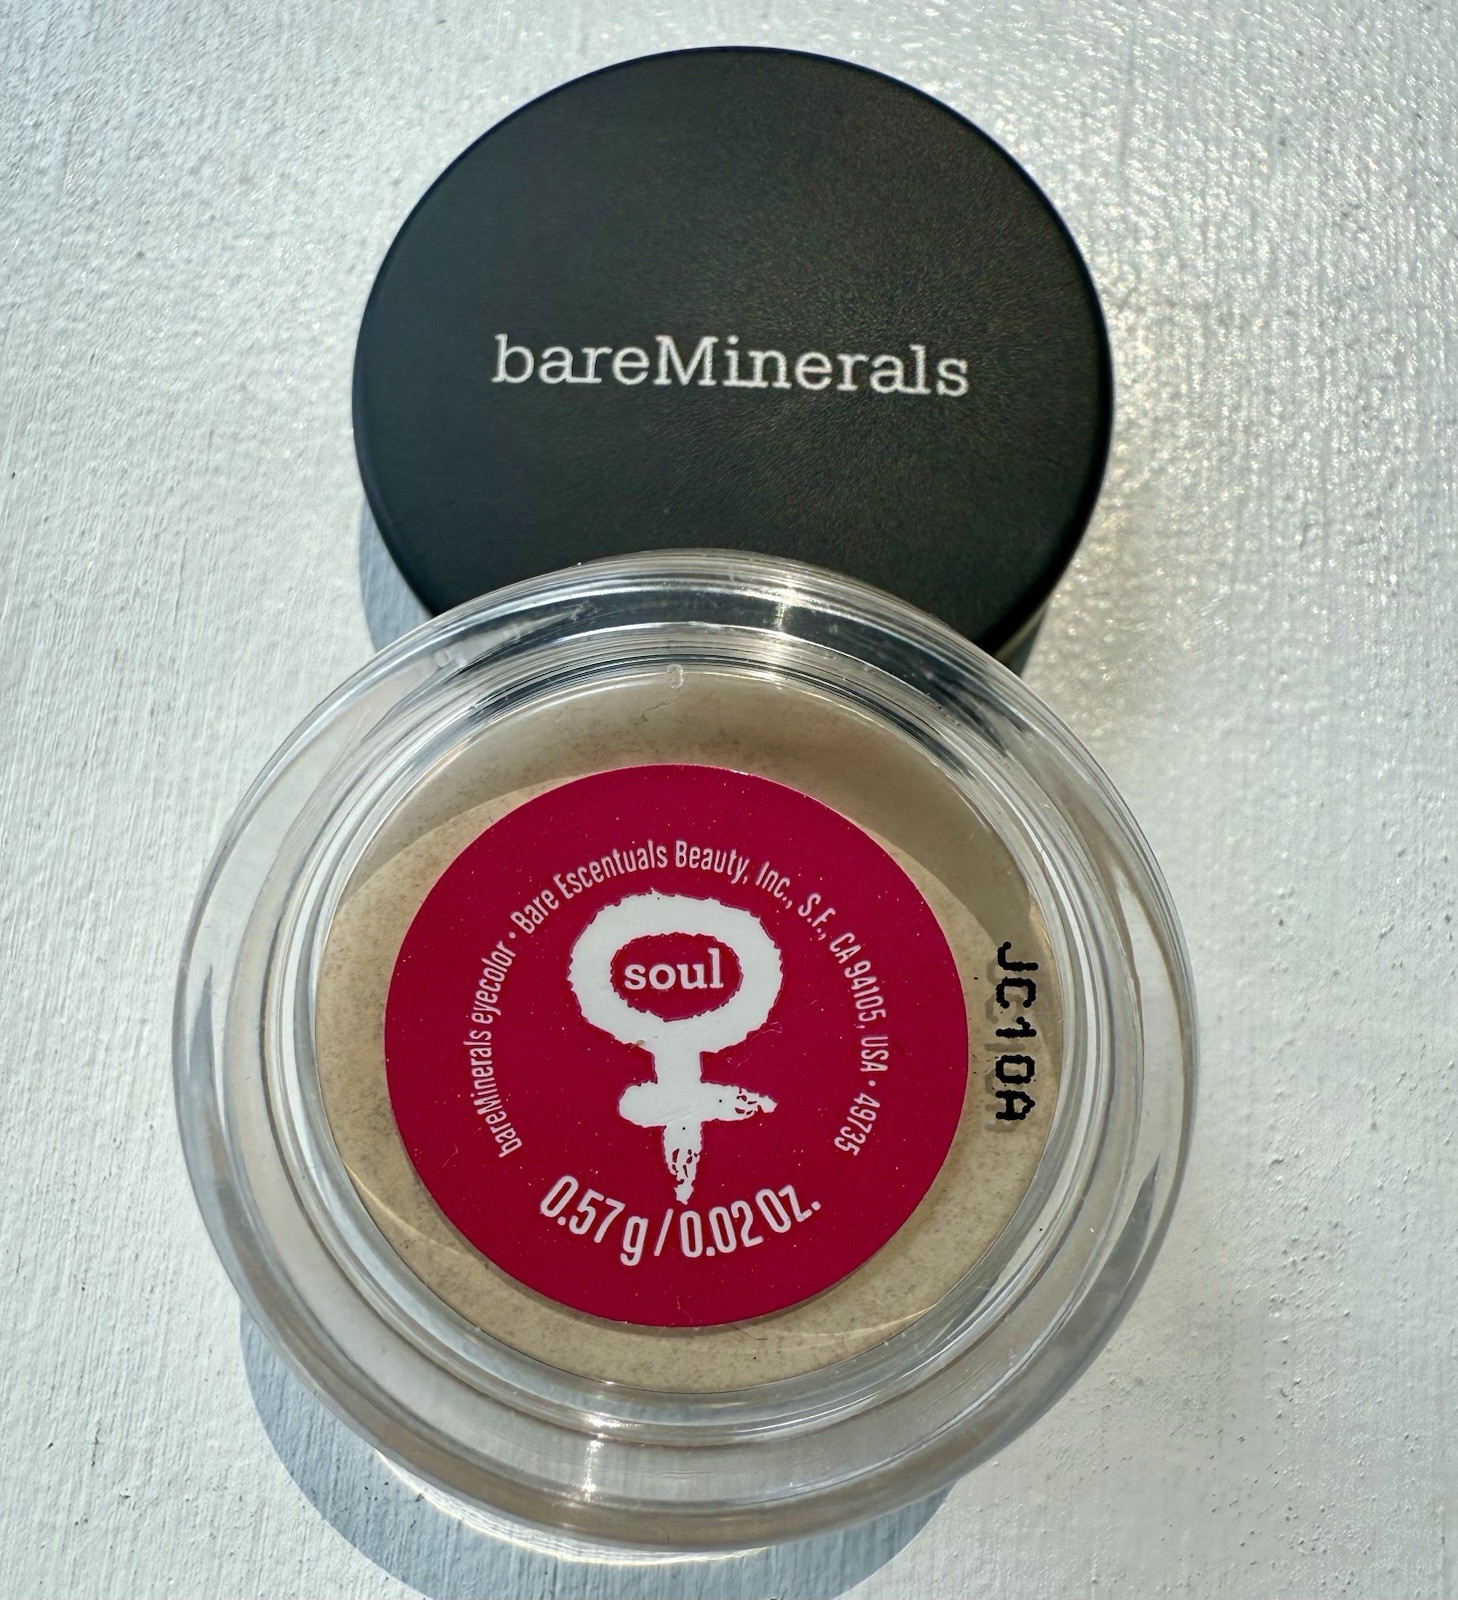 bareMinerals
bareMinerals eyecolor • Bare Escentuals Beauty, Inc., S.F., CA 94105, USA • 49735
soul
0.57 g / 0.02 Oz.
JC10A